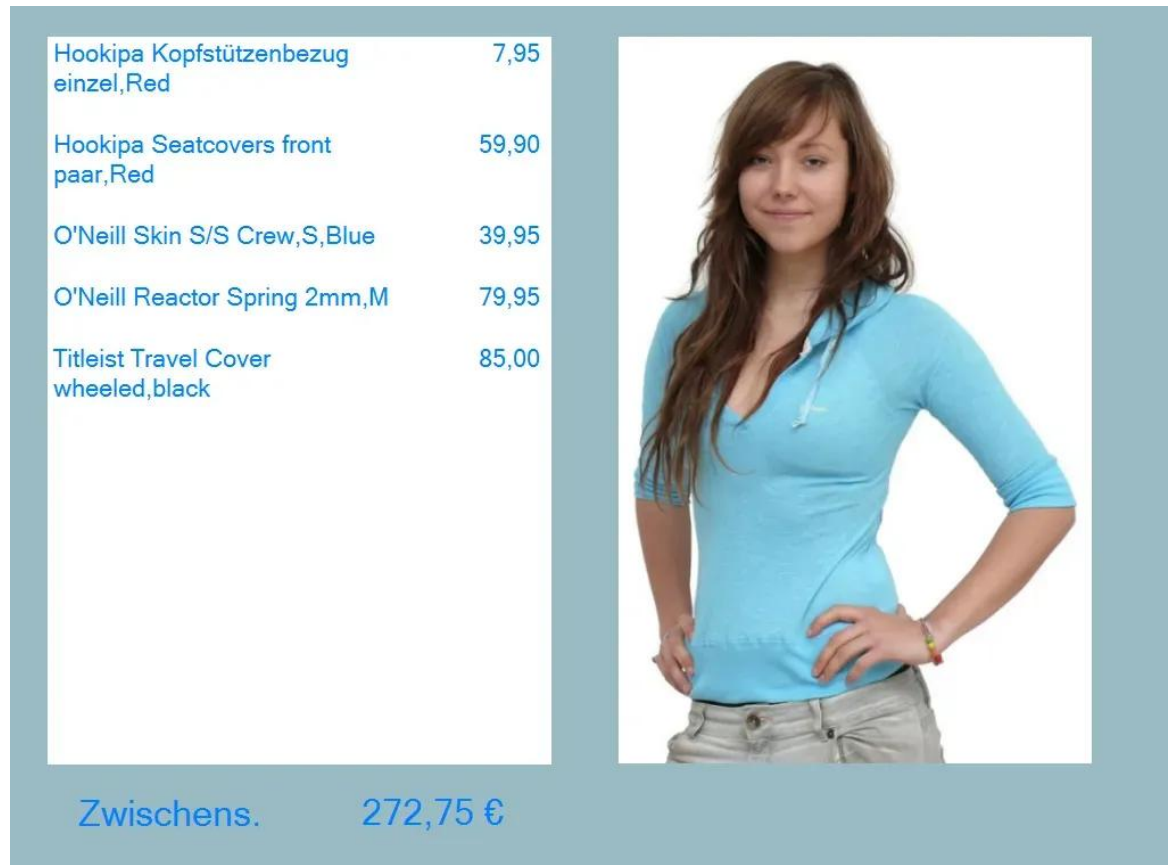 Hookipa Kopfstützenbezug 7,95
einzel,Red
Hookipa Seatcovers front 59,90
paar,Red
O'Neill Skin S/S Crew,S,Blue 39,95
O'Neill Reactor Spring 2mm,M 79,95
Titleist Travel Cover 85,00
wheeled,black
Zwischens. 272,75 €